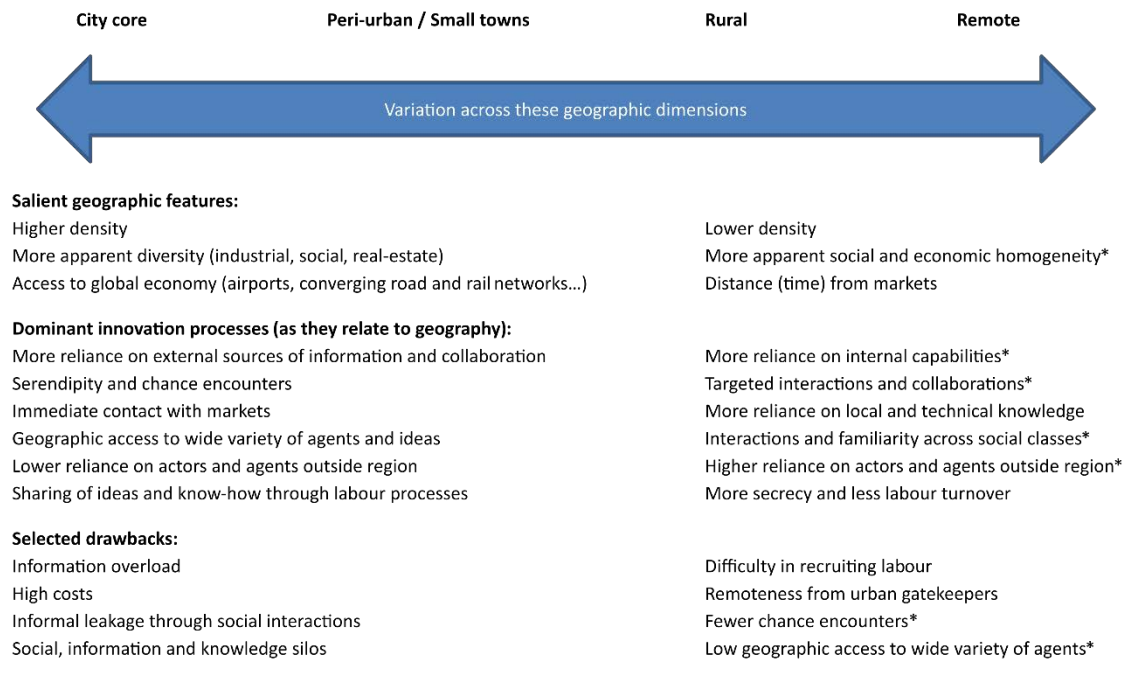 City core Peri-urban / Small towns Rural Remote
Variation across these geographic dimensions
Salient geographic features:
Higher density Lower density
More apparent diversity (industrial, social, real-estate) More apparent social and economic homogeneity*
Access to global economy (airports, converging road and rail networks…) Distance (time) from markets
Dominant innovation processes (as they relate to geography):
More reliance on external sources of information and collaboration More reliance on internal capabilities*
Serendipity and chance encounters Targeted interactions and collaborations*
Immediate contact with markets More reliance on local and technical knowledge
Geographic access to wide variety of agents and ideas Interactions and familiarity across social classes*
Lower reliance on actors and agents outside region Higher reliance on actors and agents outside region*
Sharing of ideas and know-how through labour processes More secrecy and less labour turnover
Selected drawbacks:
Information overload Difficulty in recruiting labour
High costs Remoteness from urban gatekeepers
Informal leakage through social interactions Fewer chance encounters*
Social, information and knowledge silos Low geographic access to wide variety of agents*